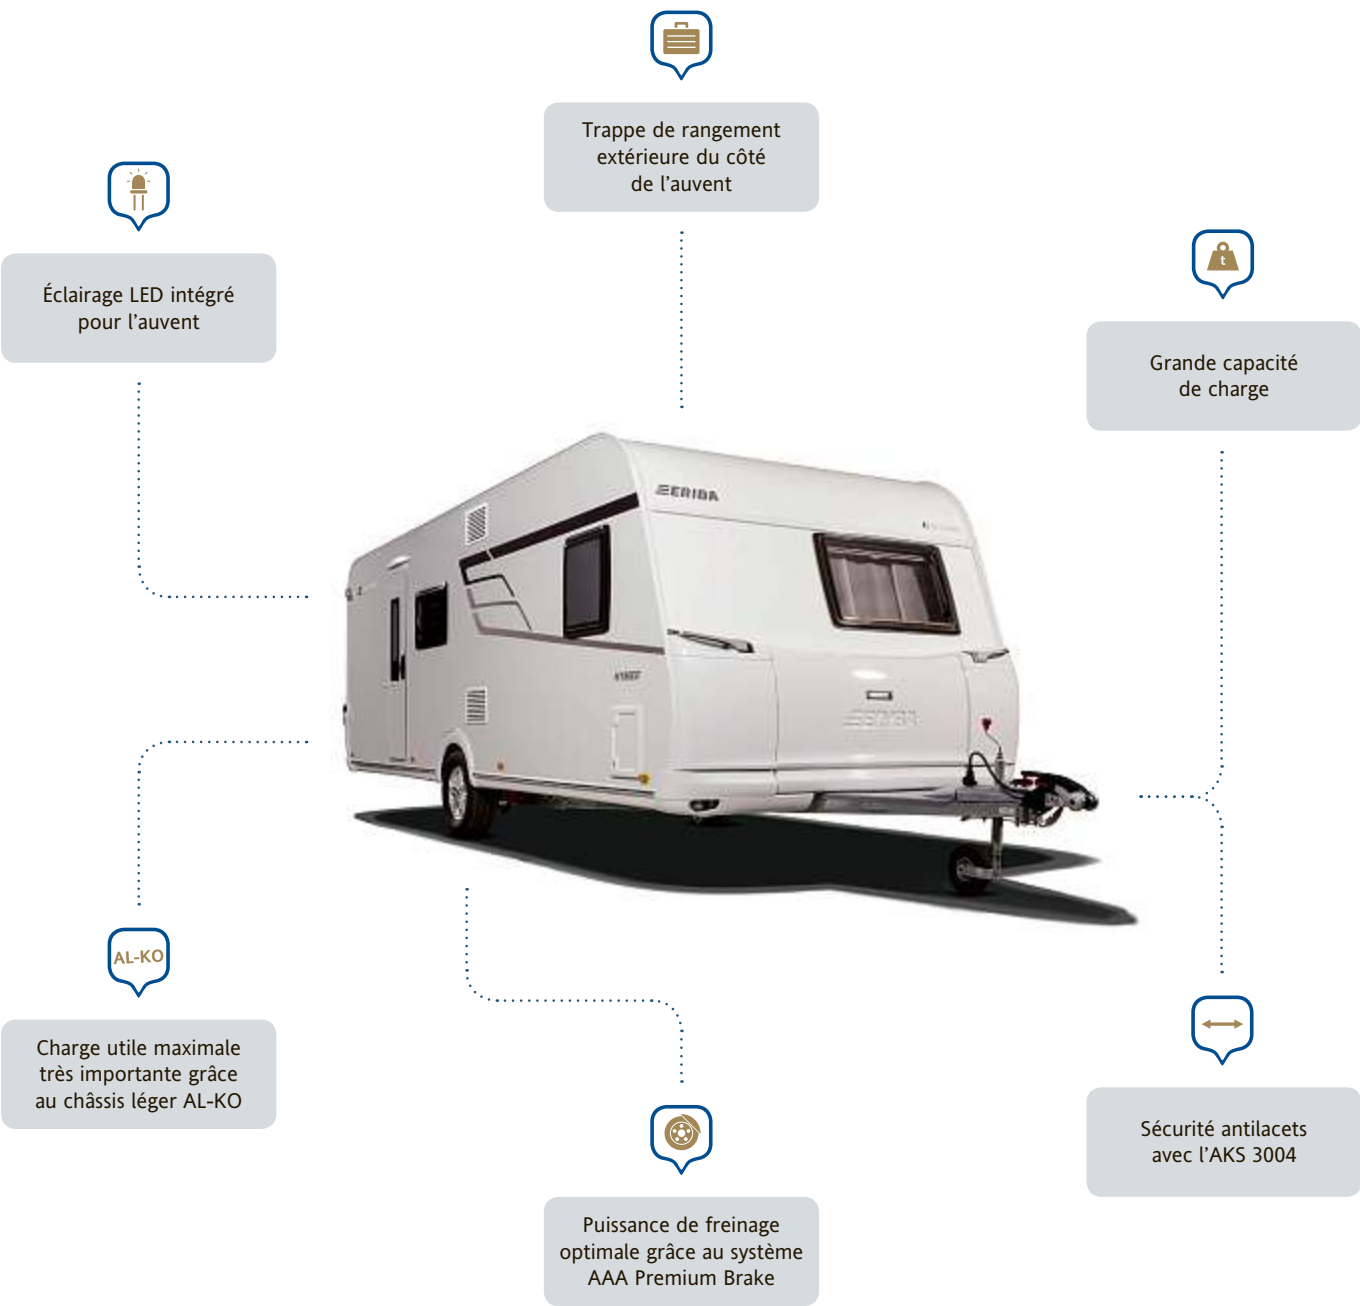 Trappe de rangement
extérieure du côté
de l’auvent
Éclairage LED intégré
pour l’auvent
t
Grande capacité
de charge
ERIBA
ERIBA
AL-KO
Charge utile maximale
très importante grâce
au châssis léger AL-KO
Sécurité antilacets
avec l’AKS 3004
Puissance de freinage
optimale grâce au système
AAA Premium Brake